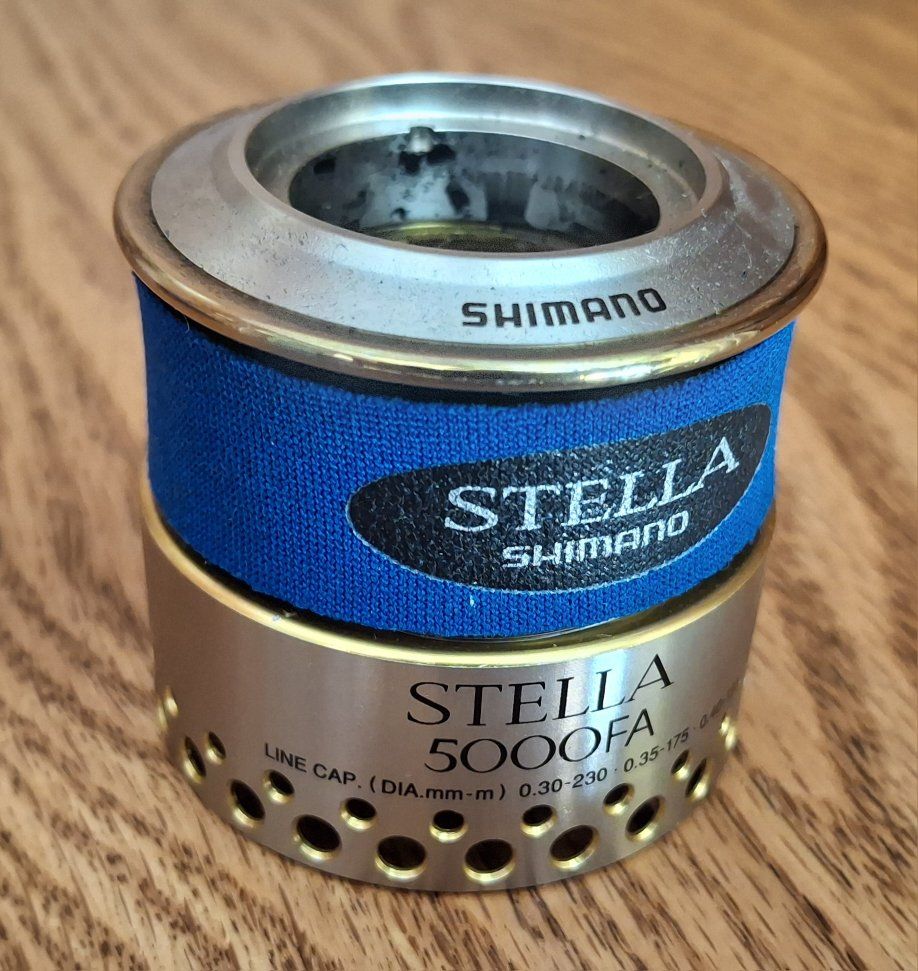 SHIMANO
STELLA
SHIMANO
STELLA
5000FA
LINE CAP. (DIA.mm-m) 0.30-230 · 0.35-175 ·